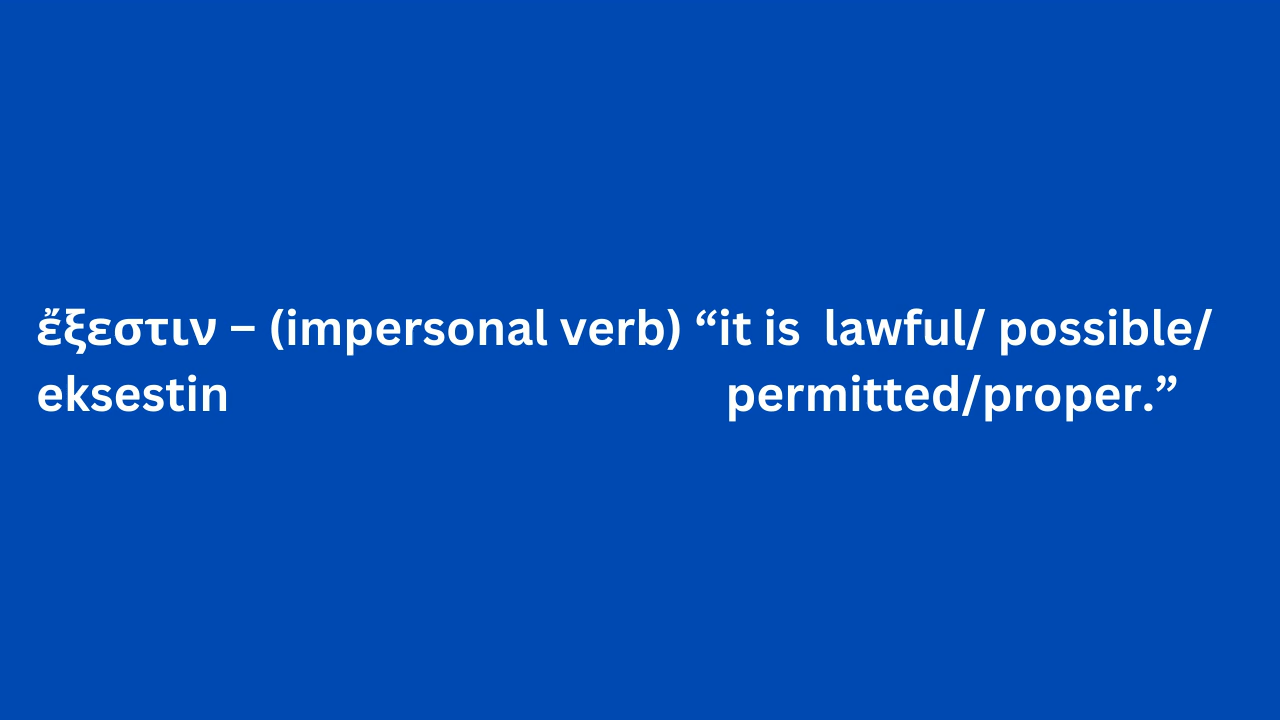 ἔξεστιν – (impersonal verb) “it is lawful/ possible/
eksestin permitted/proper.”